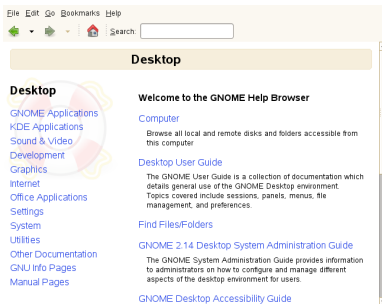 File Edit Go Bookmarks Help
Search:
Desktop
Desktop
GNOME Applications
KDE Applications
Sound & Video
Development
Graphics
Internet
Office Applications
Settings
System
Utilities
Other Documentation
GNU Info Pages
Manual Pages
Welcome to the GNOME Help Browser
Computer
Browse all local and remote disks and folders accessible from
this computer
Desktop User Guide
The GNOME User Guide is a collection of documentation which
details general use of the GNOME Desktop environment.
Topics covered include sessions, panels, menus, file
management, and preferences.
Find Files/Folders
GNOME 2.14 Desktop System Administration Guide
The GNOME System Administration Guide provides information
to administrators on how to configure and manage different
aspects of the desktop environment for users.
GNOME Desktop Accessibility Guide